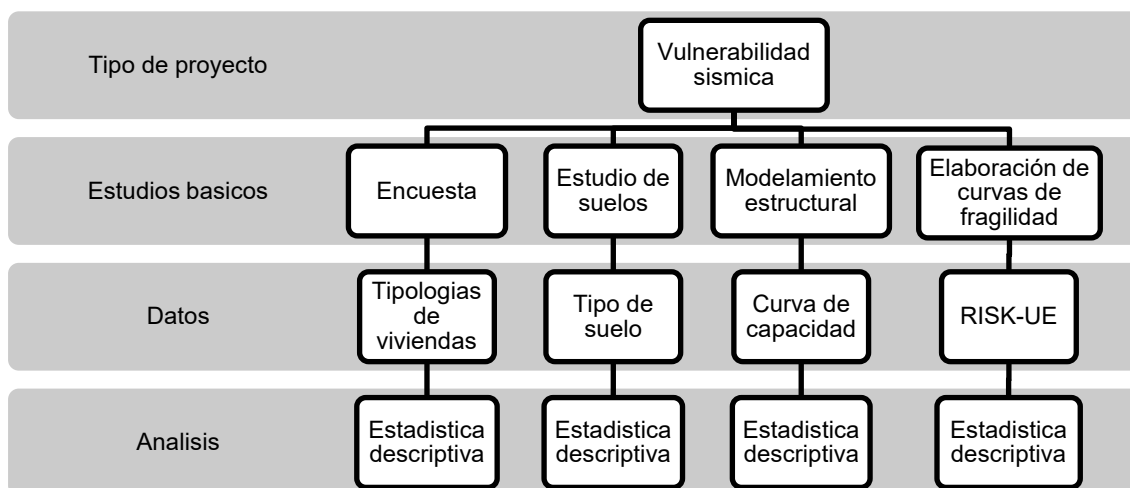 Tipo de proyecto
Vulnerabilidad
sismica
Estudios basicos
Encuesta
Estudio de
suelos
Modelamiento
estructural
Elaboración de
curvas de
fragilidad
Datos
Tipologias
de
viviendas
Tipo de
suelo
Curva de
capacidad
RISK-UE
Analisis
Estadistica
descriptiva
Estadistica
descriptiva
Estadistica
descriptiva
Estadistica
descriptiva